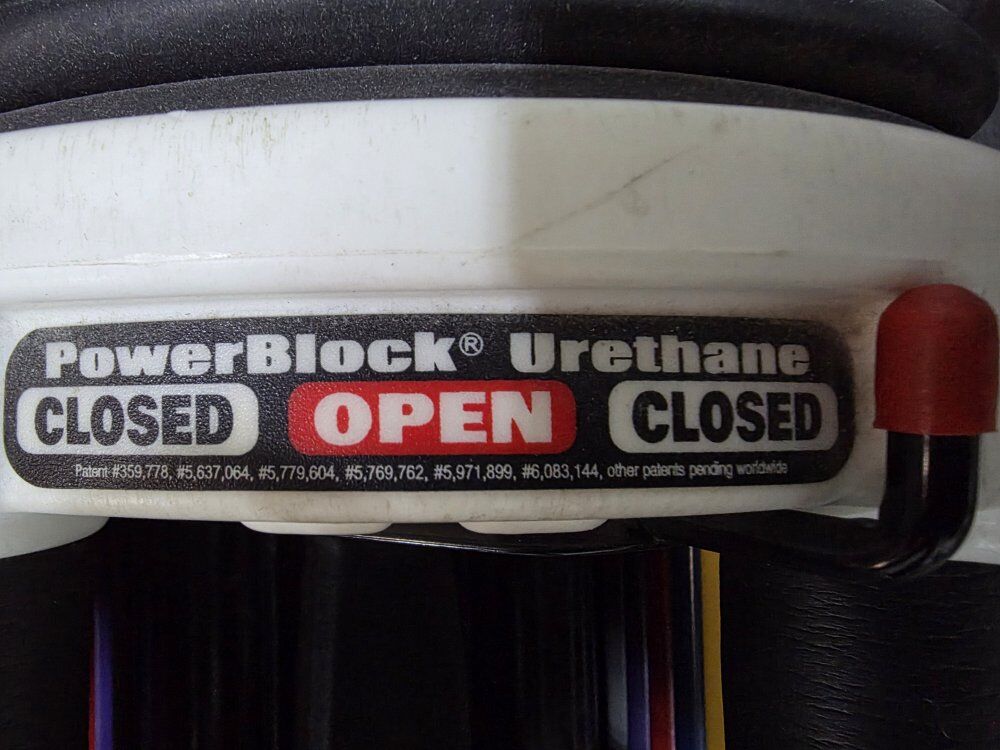 PowerBlock® Urethane
CLOSED OPEN CLOSED
Patent #359,778, #5,637,064, #5,779,604, #5,769,762, #5,971,899, #6,083,144, other patents pending worldwide